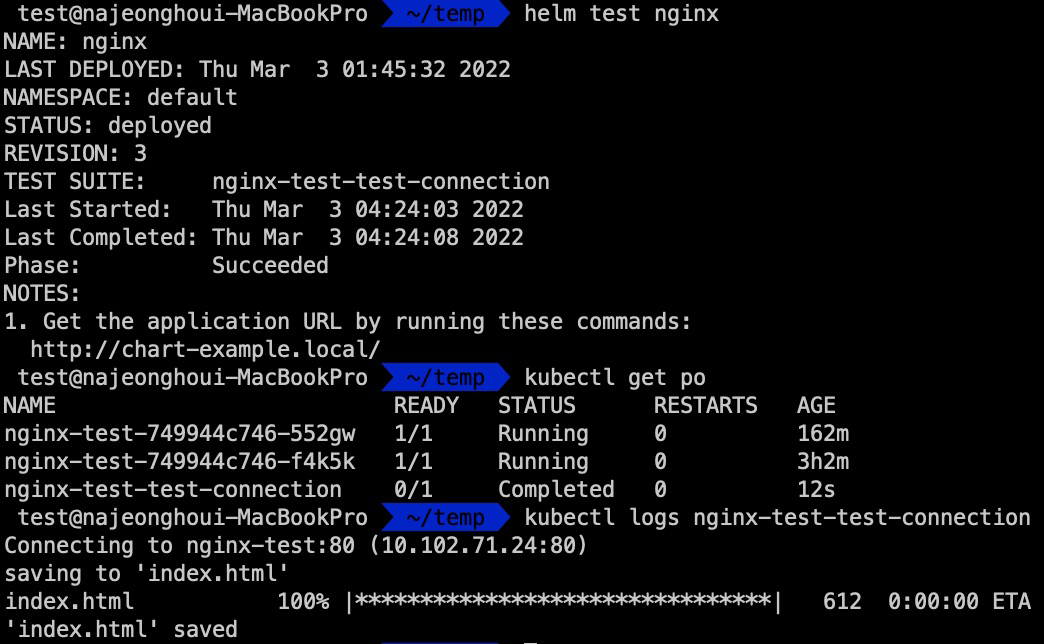 test@najeonghoui-MacBookPro ~/temp helm test nginx
NAME: nginx
LAST DEPLOYED: Thu Mar  3 01:45:32 2022
NAMESPACE: default
STATUS: deployed
REVISION: 3
TEST SUITE:     nginx-test-test-connection
Last Started:   Thu Mar  3 04:24:03 2022
Last Completed: Thu Mar  3 04:24:08 2022
Phase:          Succeeded
NOTES:
1. Get the application URL by running these commands:
  http://chart-example.local/
test@najeonghoui-MacBookPro ~/temp kubectl get po
NAME                          READY   STATUS      RESTARTS   AGE
nginx-test-749944c746-552gw   1/1     Running     0          162m
nginx-test-749944c746-f4k5k   1/1     Running     0          3h2m
nginx-test-test-connection    0/1     Completed   0          12s
test@najeonghoui-MacBookPro ~/temp kubectl logs nginx-test-test-connection
Connecting to nginx-test:80 (10.102.71.24:80)
saving to 'index.html'
index.html           100% |********************************|   612  0:00:00 ETA
'index.html' saved